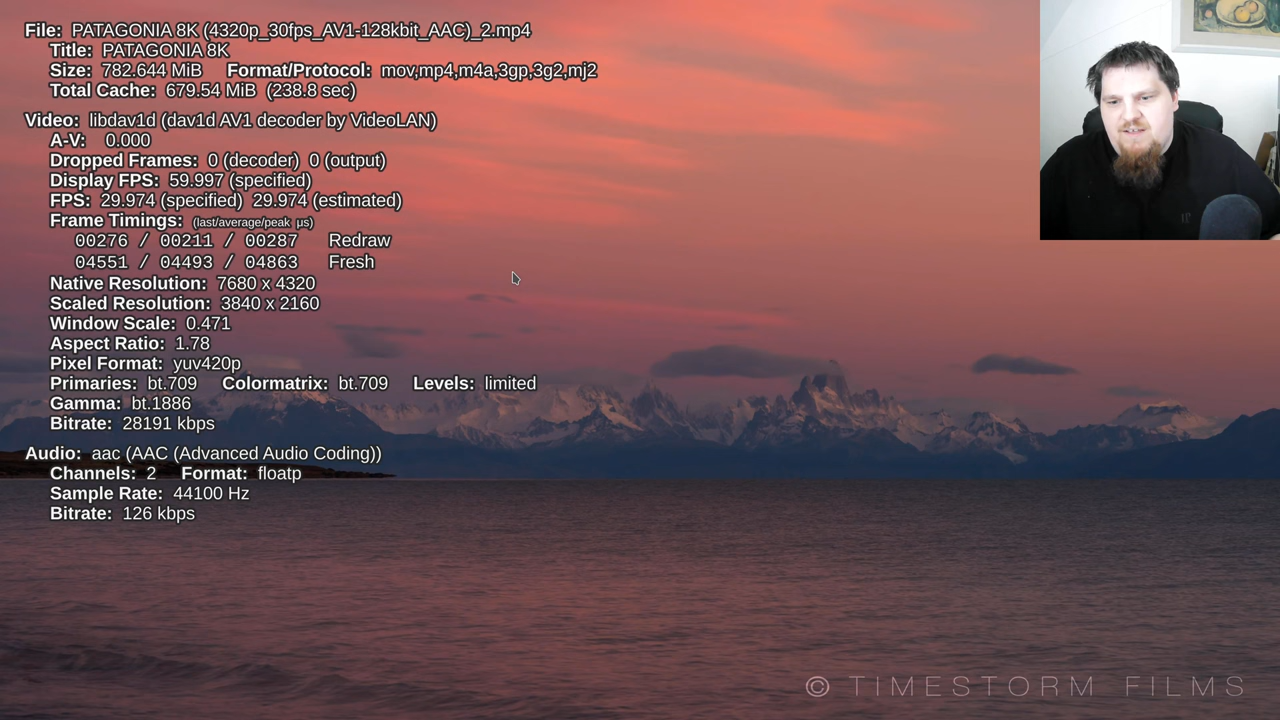 File: PATAGONIA 8K (4320p_30fps_AV1-128kbit_AAC)_2.mp4
Title: PATAGONIA 8K
Size: 782.644 MiB Format/Protocol: mov,mp4,m4a,3gp,3g2,mj2
Total Cache: 679.54 MiB (238.8 sec)
Video: libdav1d (dav1d AV1 decoder by VideoLAN)
A-V: 0.000
Dropped Frames: 0 (decoder) 0 (output)
Display FPS: 59.997 (specified)
FPS: 29.974 (specified) 29.974 (estimated)
Frame Timings: (last/average/peak μs)
00276 / 00211 / 00287 Redraw
04551 / 04493 / 04863 Fresh
Native Resolution: 7680 x 4320
Scaled Resolution: 3840 x 2160
Window Scale: 0.471
Aspect Ratio: 1.78
Pixel Format: yuv420p
Primaries: bt.709 Colormatrix: bt.709 Levels: limited
Gamma: bt.1886
Bitrate: 28191 kbps
Audio: aac (AAC (Advanced Audio Coding))
Channels: 2 Format: floatp
Sample Rate: 44100 Hz
Bitrate: 126 kbps
© TIMESTORM FILMS